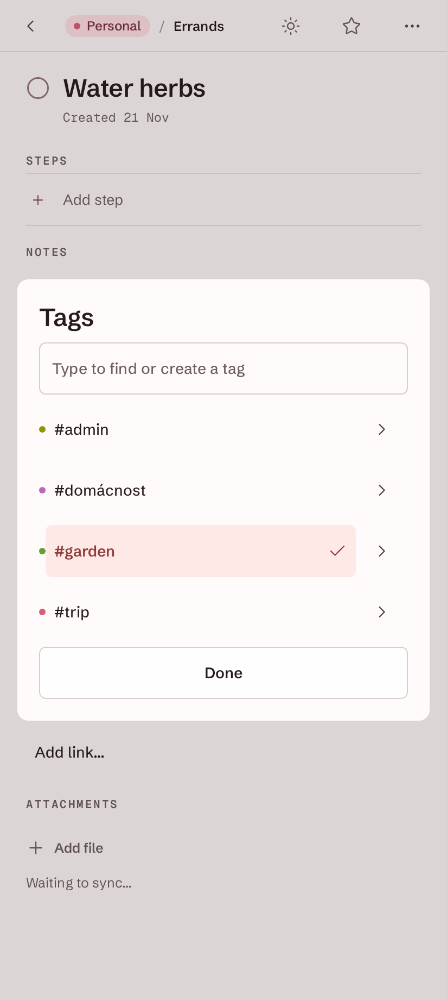 Personal / Errands
Water herbs
Created 21 Nov
STEPS
Add step
NOTES
Tags
Type to find or create a tag
#admin
#domácnost
#garden
#trip
Done
Add link...
ATTACHMENTS
Add file
Waiting to sync...